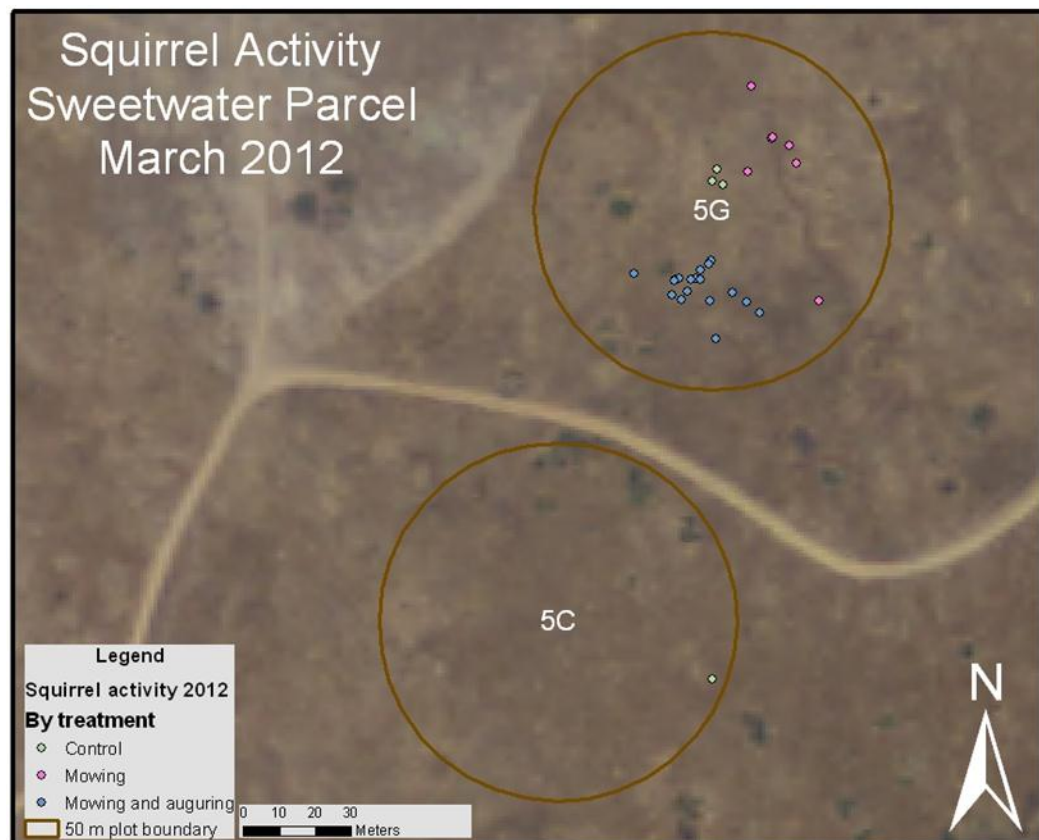 Squirrel Activity
Sweetwater Parcel
March 2012
5G
5C
N
Legend
Squirrel activity 2012
By treatment
Control
Mowing
Mowing and auguring
50 m plot boundary
0 10 20 30
Meters